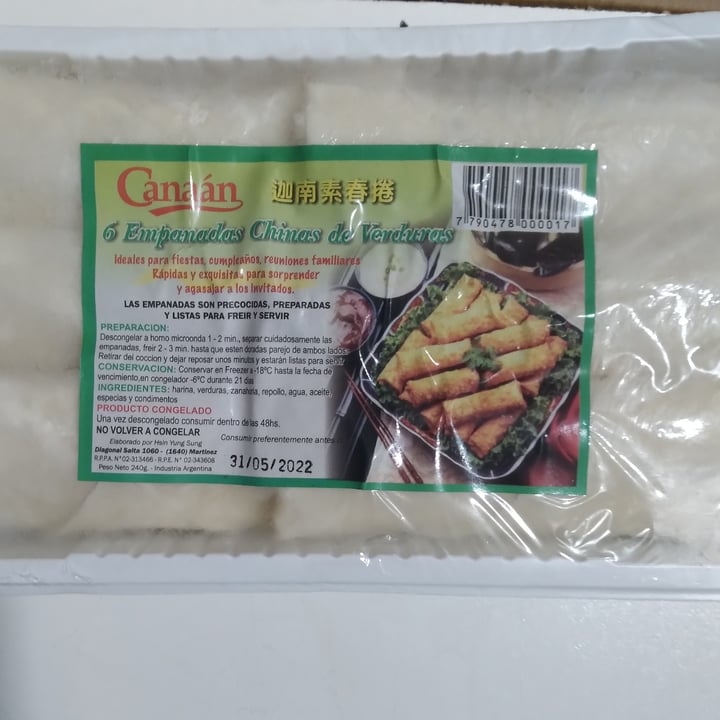 Canaán
迦南素春捲
7 790478 000017
6 Empanadas Chinas de Verduras
Ideales para fiestas, cumpleaños, reuniones familiares
Rápidas y exquisitas para sorprender
y agasajar a los invitados.
LAS EMPANADAS SON PRECOCIDAS, PREPARADAS
Y LISTAS PARA FREIR Y SERVIR
PREPARACION:
Descongelar a horno microonda 1 - 2 min., separar cuidadosamente las
empanadas, freir 2 - 3 min. hasta que esten doradas parejo de ambos lados.
Retirar del coccion y dejar reposar unos minutos y estarán listas para servir
CONSERVACION: Conservar en Freezer a -18ºC hasta la fecha de
vencimiento, en congelador -6ºC durante 21 dias
INGREDIENTES: harina, verduras, zanahoria, repollo, agua, aceite,
especias y condimentos
PRODUCTO CONGELADO
Una vez descongelado consumir dentro de las 48hs.
NO VOLVER A CONGELAR
Elaborado por Hsin Yung Sung
Consumir preferentemente antes
Diagonal Salta 1060 - (1640) Martinez
R.P.P.A. N°02-313466 - R.P.E. N° 02-343608
Peso Neto 240g. - Industria Argentina
31/05/2022